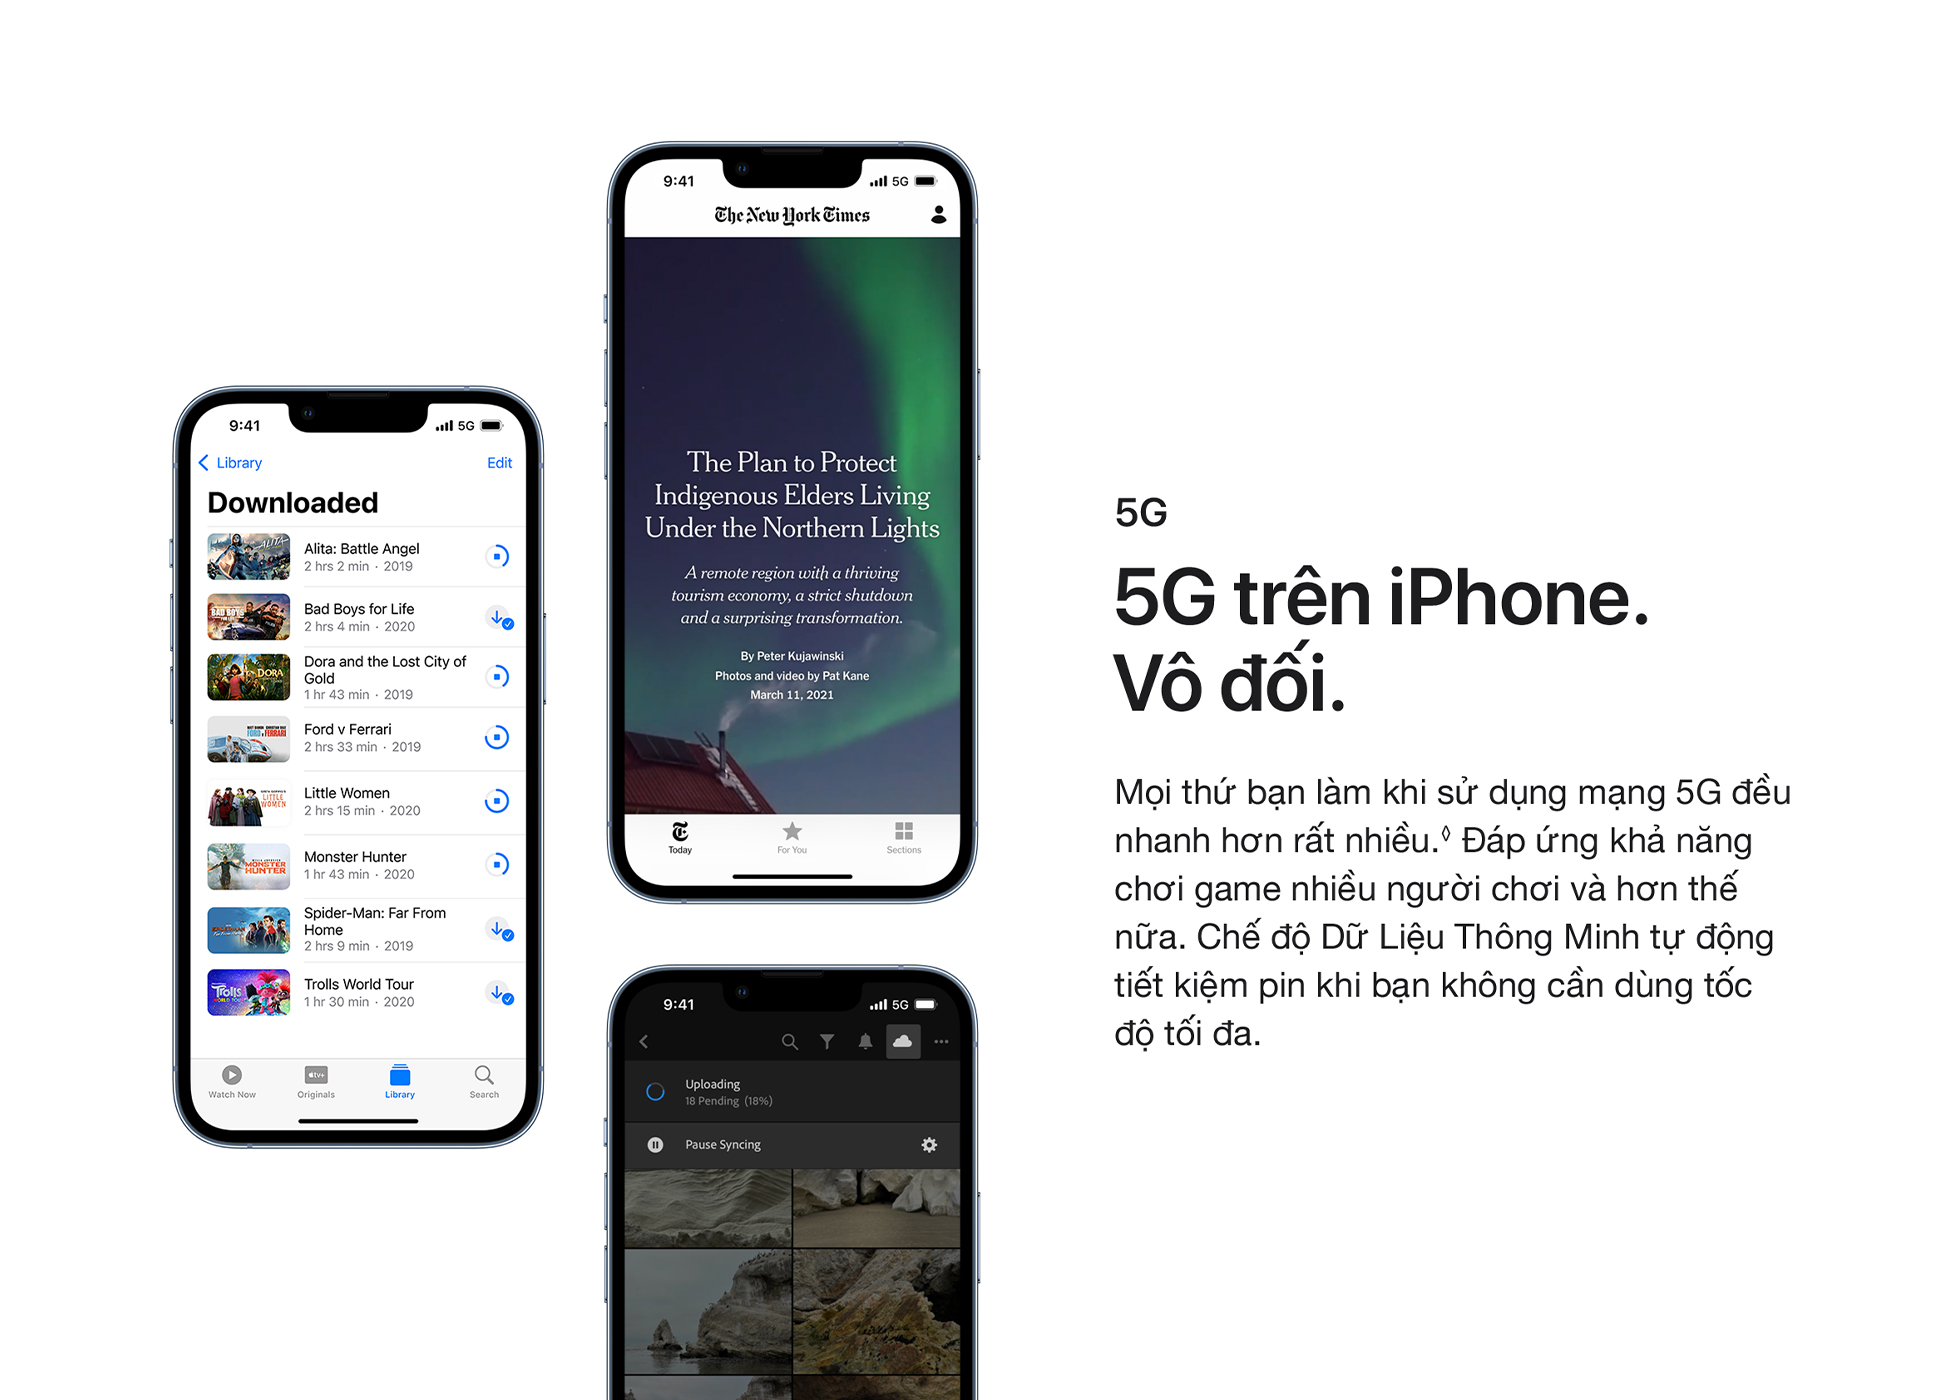 9:41
5G
Library
Edit
Downloaded
Alita: Battle Angel
2 hrs 2 min · 2019
Bad Boys for Life
2 hrs 4 min · 2020
Dora and the Lost City of
Gold
1 hr 43 min · 2019
Ford v Ferrari
2 hrs 33 min · 2019
Little Women
2 hrs 15 min · 2020
Monster Hunter
1 hr 43 min · 2020
Spider-Man: Far From
Home
2 hrs 9 min · 2019
Trolls World Tour
1 hr 30 min · 2020
Watch Now
Originals
Library
Search
9:41
5G
The New York Times
The Plan to Protect
Indigenous Elders Living
Under the Northern Lights
A remote region with a thriving
tourism economy, a strict shutdown
and a surprising transformation.
By Peter Kujawinski
Photos and video by Pat Kane
March 11, 2021
Today
For You
Sections
9:41
5G
Uploading
18 Pending (18%)
Pause Syncing
5G
5G trên iPhone.
Vô đối.
Mọi thứ bạn làm khi sử dụng mạng 5G đều
nhanh hơn rất nhiều.◊ Đáp ứng khả năng
chơi game nhiều người chơi và hơn thế
nữa. Chế độ Dữ Liệu Thông Minh tự động
tiết kiệm pin khi bạn không cần dùng tốc
độ tối đa.